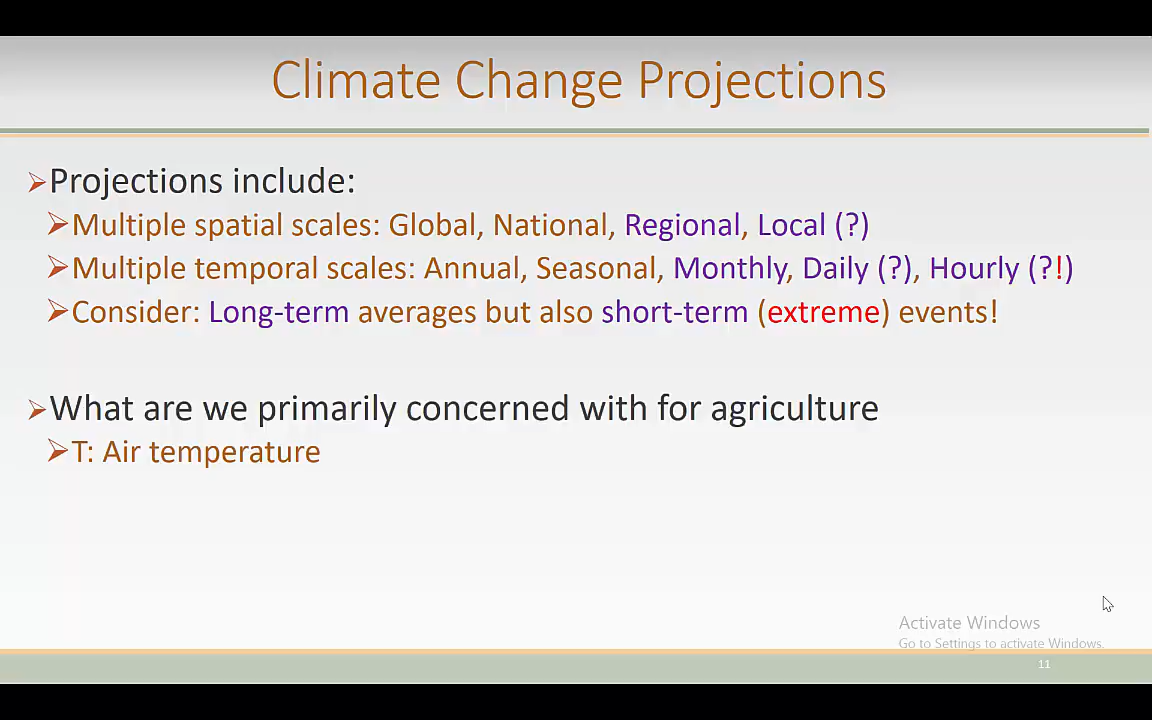 Climate Change Projections
Projections include:
Multiple spatial scales: Global, National, Regional, Local (?)
Multiple temporal scales: Annual, Seasonal, Monthly, Daily (?), Hourly (?!)
Consider: Long-term averages but also short-term (extreme) events!
What are we primarily concerned with for agriculture
T: Air temperature
Activate Windows
Go to Settings to activate Windows.
11